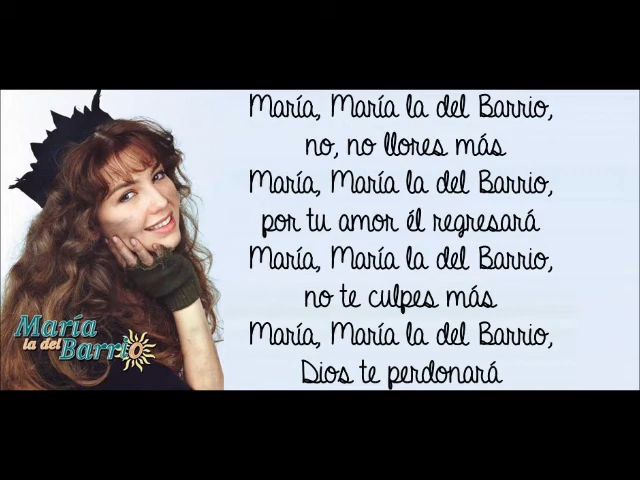 María, María la del Barrio,
no, no llores más
María, María la del Barrio,
por tu amor él regresará
María, María la del Barrio,
no te culpes más
María, María la del Barrio,
Dios te perdonará
María
la del
Barrio